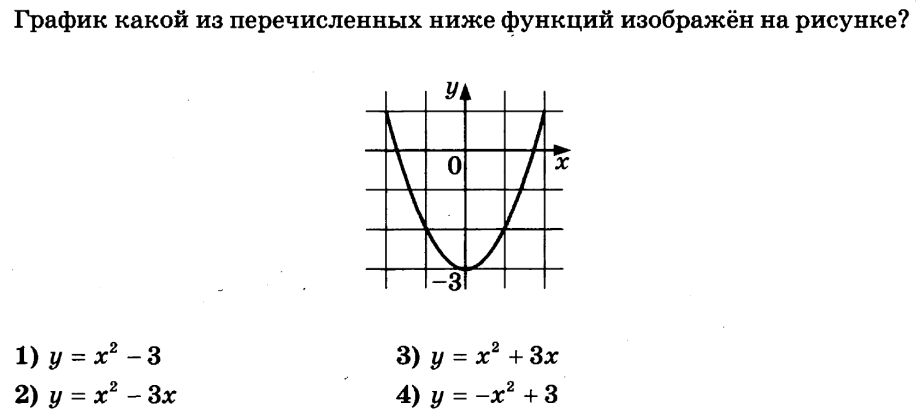 График какой из перечисленных ниже функций изображён на рисунке?
y
0
x
−3
1) y = x² − 3
3) y = x² + 3x
2) y = x² − 3x
4) y = −x² + 3